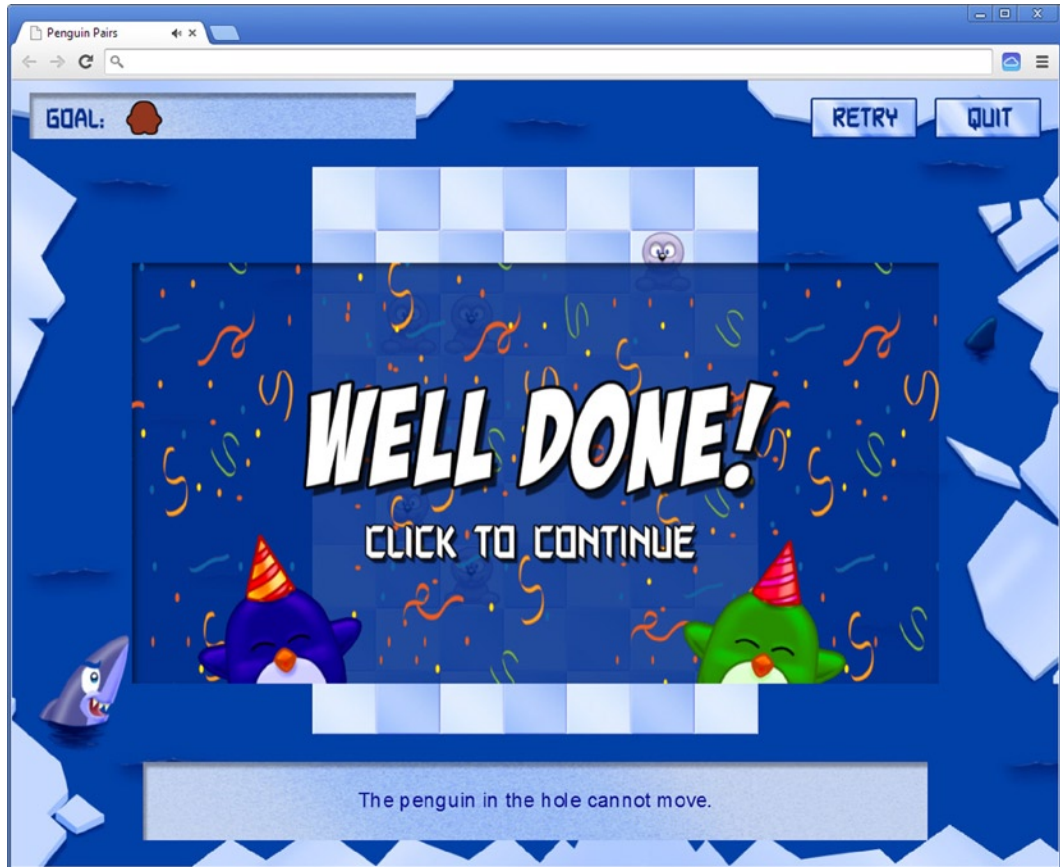 Penguin Pairs
GOAL:
RETRY
QUIT
WELL DONE!
CLICK TO CONTINUE
The penguin in the hole cannot move.